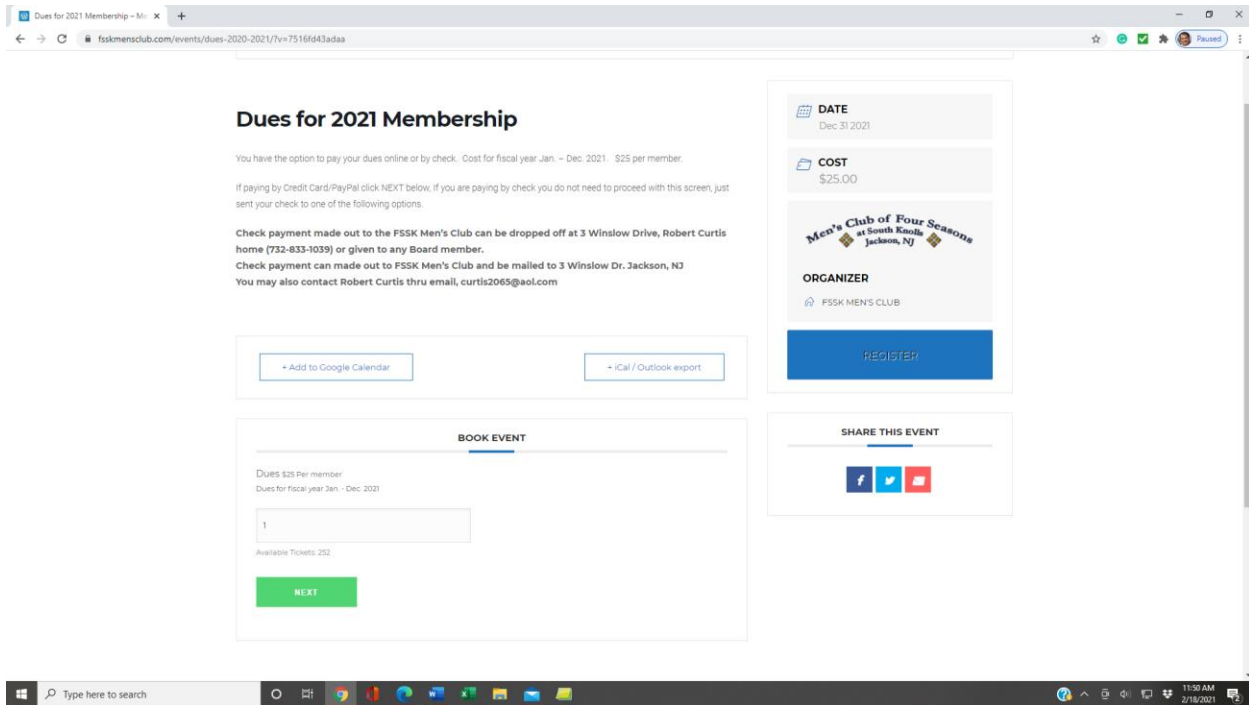 Dues for 2021 Membership – Me
fsskmensclub.com/events/dues-2020-2021/?v=7516fd43adaa
Paused
Dues for 2021 Membership
You have the option to pay your dues online or by check. Cost for fiscal year Jan. – Dec. 2021. $25 per member.
If paying by Credit Card/PayPal click NEXT below, If you are paying by check you do not need to proceed with this screen, just
sent your check to one of the following options.
Check payment made out to the FSSK Men's Club can be dropped off at 3 Winslow Drive, Robert Curtis
home (732-833-1039) or given to any Board member.
Check payment can made out to FSSK Men's Club and be mailed to 3 Winslow Dr. Jackson, NJ
You may also contact Robert Curtis thru email, curtis2065@aol.com
+ Add to Google Calendar
+ iCal / Outlook export
BOOK EVENT
Dues $25 Per member
Dues for fiscal year Jan. - Dec. 2021
1
Available Tickets: 252
NEXT
DATE
Dec 31 2021
COST
$25.00
Men's Club of Four Seasons
at South Knolls
Jackson, NJ
ORGANIZER
FSSK MEN'S CLUB
REGISTER
SHARE THIS EVENT
Type here to search
11:50 AM
2/18/2021